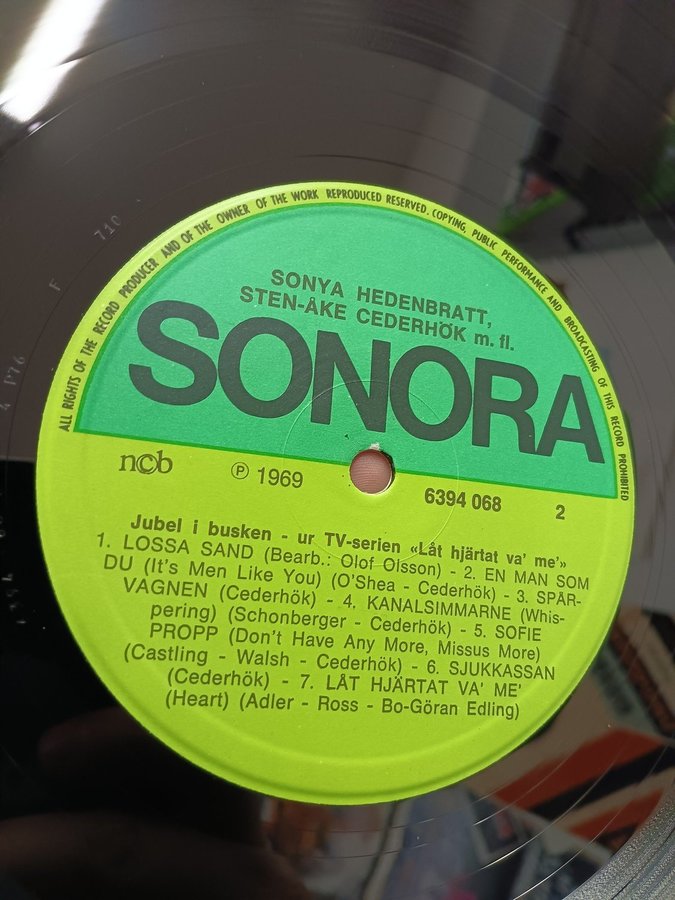 ALL RIGHTS OF THE RECORD PRODUCER AND OF THE OWNER OF THE WORK REPRODUCED RESERVED. COPYING, PUBLIC PERFORMANCE AND BROADCASTING OF THIS RECORD PROHIBITED
SONYA HEDENBRATT,
STEN-ÅKE CEDERHÖK m. fl.
SONORA
ncb
Ⓟ 1969
6394 068
2
Jubel i busken - ur TV-serien «Låt hjärtat va' me'»
1. LOSSA SAND (Bearb.: Olof Olsson) - 2. EN MAN SOM
DU (It's Men Like You) (O'Shea - Cederhök) - 3. SPÅR-
VAGNEN (Cederhök) - 4. KANALSIMMARNE (Whis-
pering) (Schonberger - Cederhök) - 5. SOFIE
PROPP (Don't Have Any More, Missus More)
(Castling - Walsh - Cederhök) - 6. SJUKKASSAN
(Cederhök) - 7. LÅT HJÄRTAT VA' ME'
(Heart) (Adler - Ross - Bo-Göran Edling)